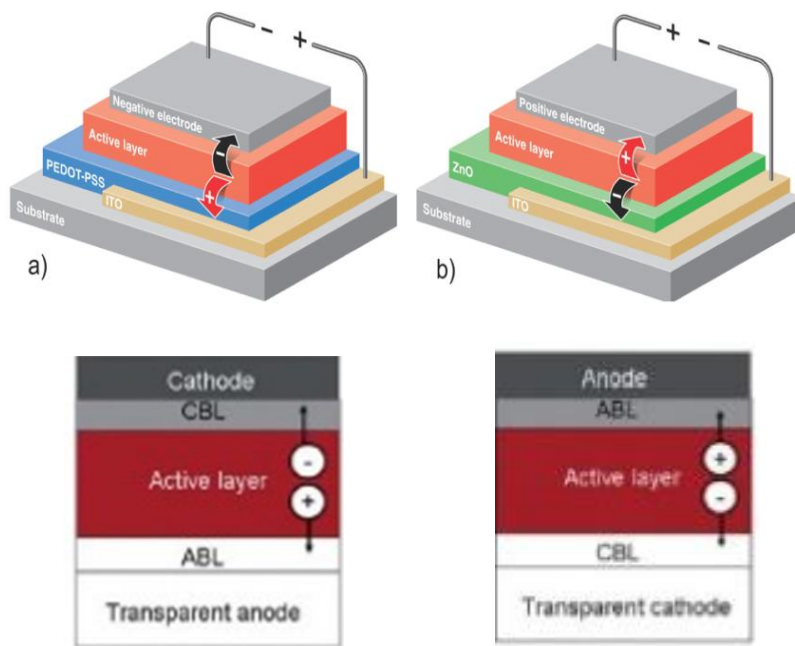 - +
Negative electrode
Active layer
-
PEDOT-PSS
+
ITO
Substrate
a)
+ -
Positive electrode
Active layer
+
ZnO
-
ITO
Substrate
b)
Cathode
CBL
-
Active layer
+
ABL
Transparent anode
Anode
ABL
+
Active layer
-
CBL
Transparent cathode